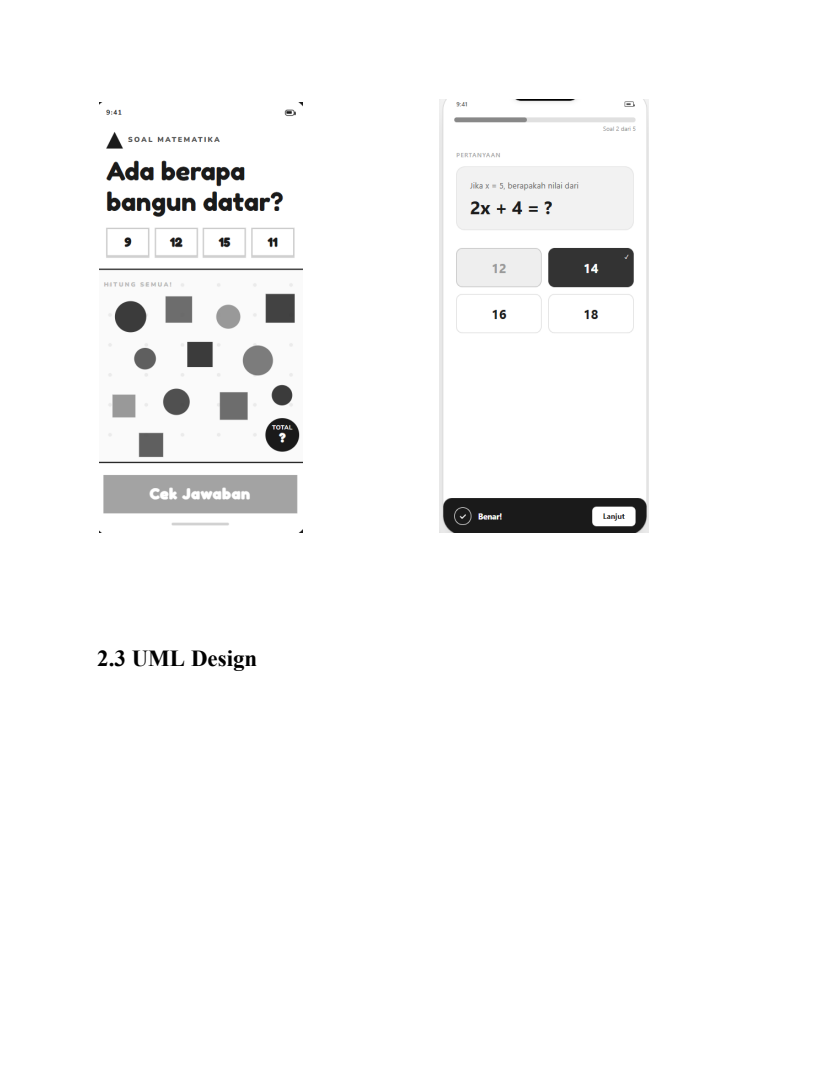 9:41
SOAL MATEMATIKA
Ada berapa
bangun datar?
9 12 15 11
HITUNG SEMUA!
TOTAL
?
Cek Jawaban
9:41
Soal 2 dari 5
PERTANYAAN
Jika x = 5, berapakah nilai dari
2x + 4 = ?
12 14 ✓
16 18
Benar!
Lanjut
2.3 UML Design